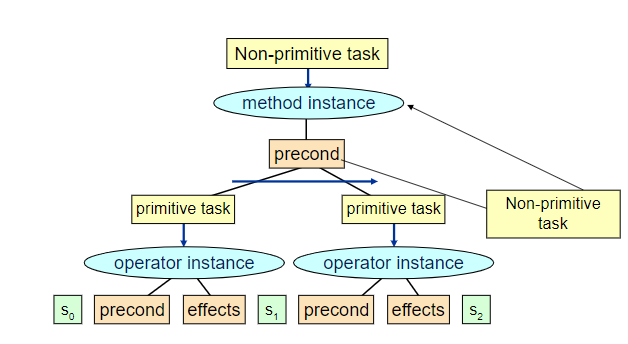 Non-primitive task
method instance
precond
primitive task
primitive task
Non-primitive
task
operator instance
operator instance
s0 precond effects s1 precond effects s2